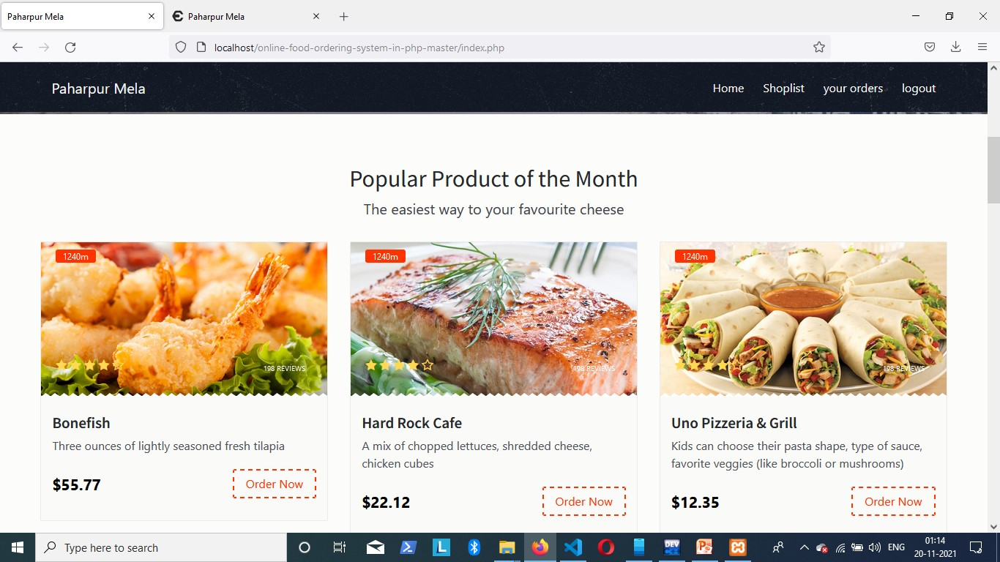 Paharpur Mela
Paharpur Mela
localhost/online-food-ordering-system-in-php-master/index.php
Paharpur Mela
Home
Shoplist
your orders
logout
Popular Product of the Month
The easiest way to your favourite cheese
1240m
198 REVIEWS
Bonefish
Three ounces of lightly seasoned fresh tilapia
$55.77
Order Now
1240m
198 REVIEWS
Hard Rock Cafe
A mix of chopped lettuces, shredded cheese,
chicken cubes
$22.12
Order Now
1240m
198 REVIEWS
Uno Pizzeria & Grill
Kids can choose their pasta shape, type of sauce,
favorite veggies (like broccoli or mushrooms)
$12.35
Order Now
Type here to search
L
DEV
C++
P
ENG
01:14
20-11-2021